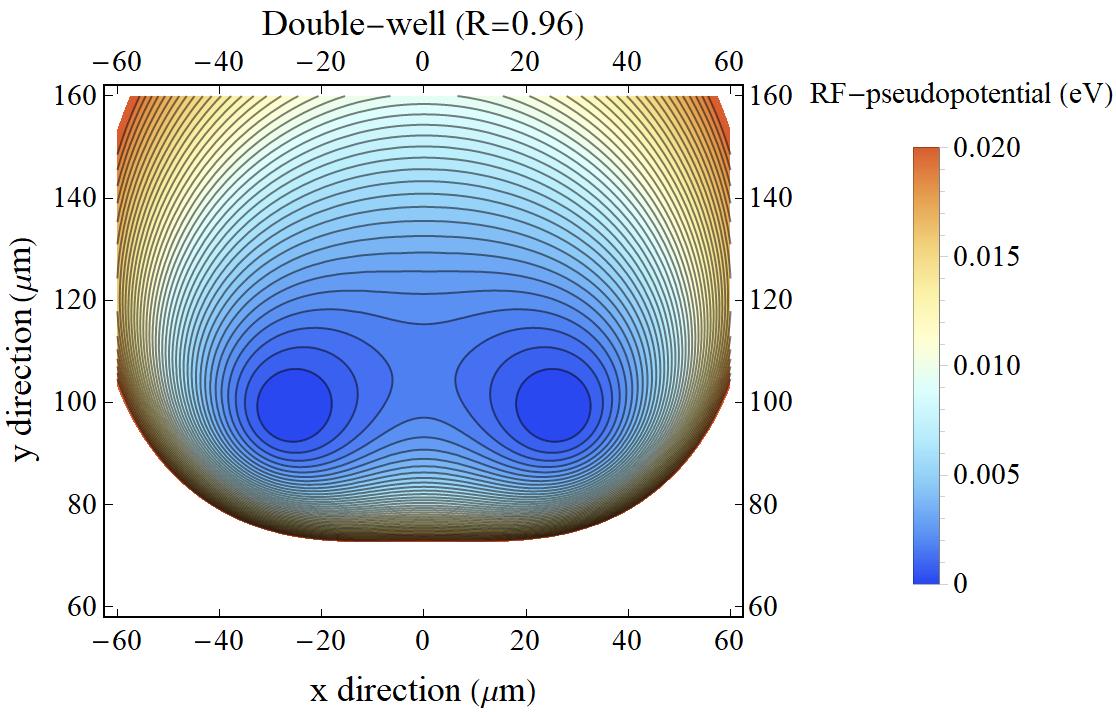 Double−well (R=0.96)
−60 −40 −20 0 20 40 60
160 160 RF−pseudopotential (eV)
0.020
140 140
0.015
120 120
0.010
100 100
0.005
80 80
0
60 60
−60 −40 −20 0 20 40 60
x direction (μm)
y direction (μm)